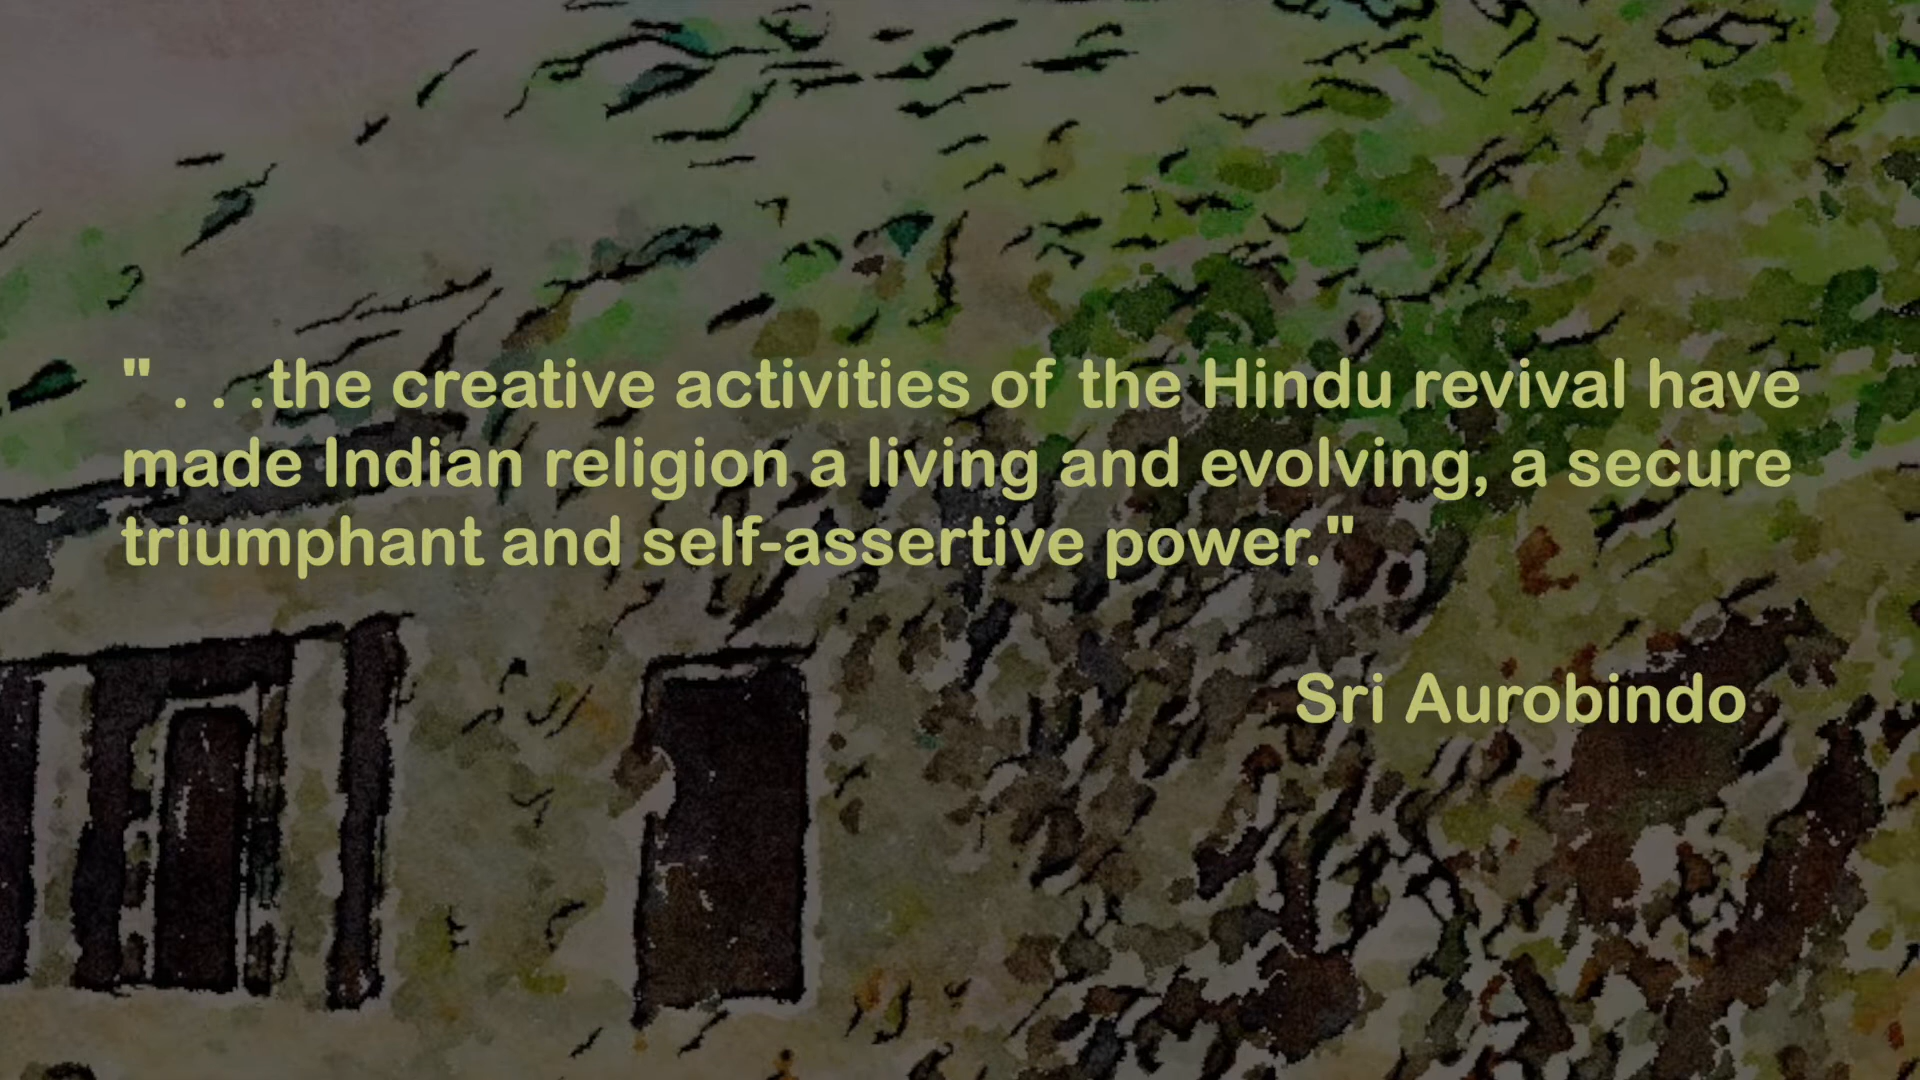 " . . .the creative activities of the Hindu revival have
made Indian religion a living and evolving, a secure
triumphant and self-assertive power."
Sri Aurobindo